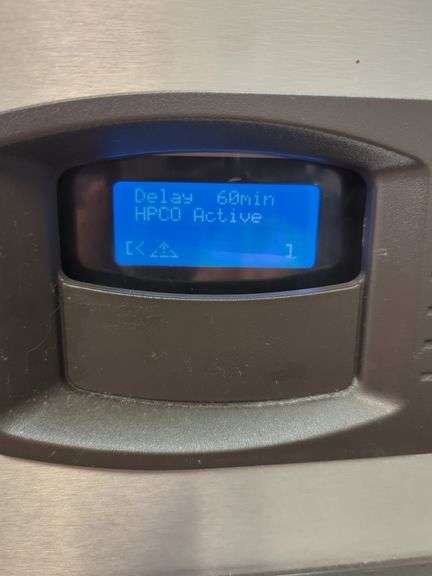 Delay 60min
HPCO Active
[< ]